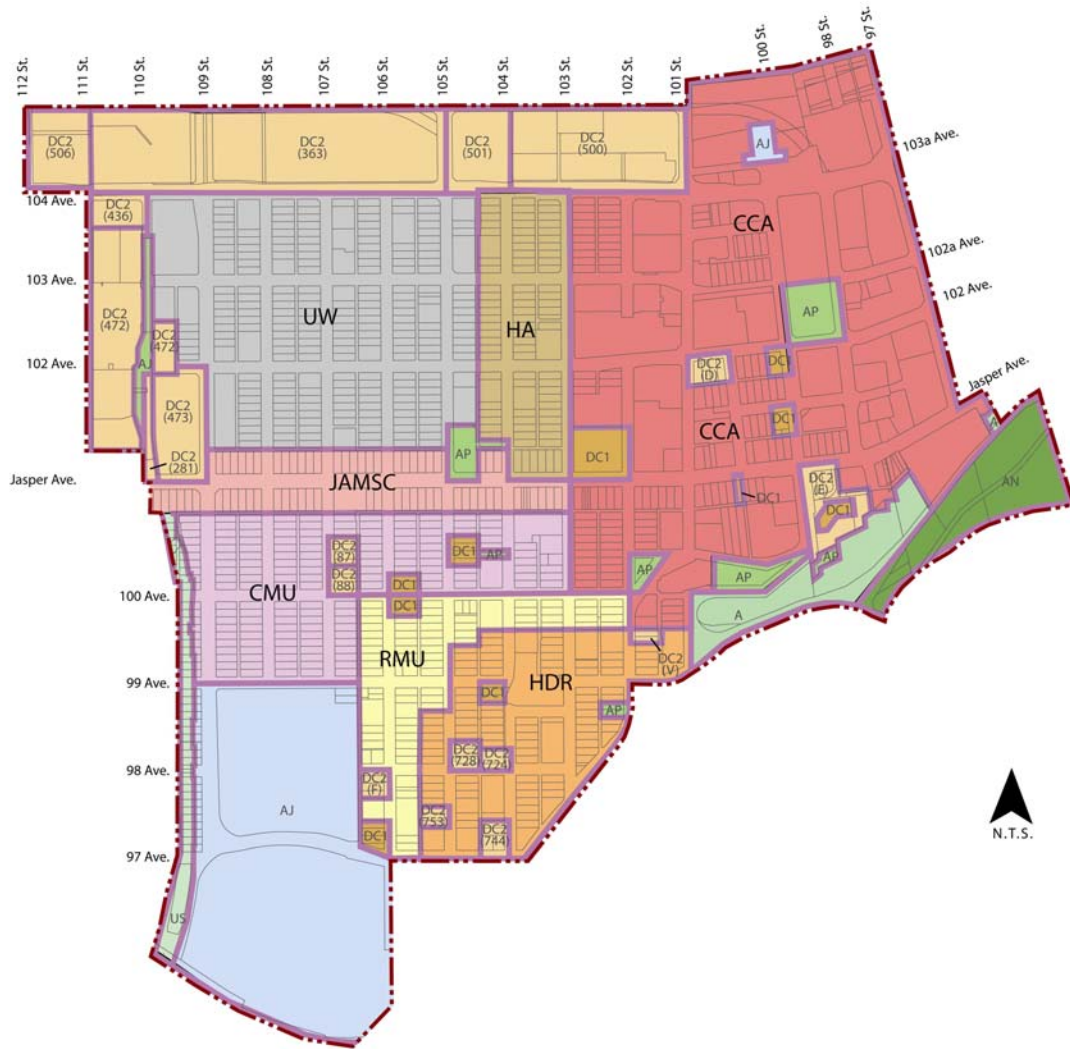 112 St.
111 St.
110 St.
109 St.
108 St.
107 St.
106 St.
105 St.
104 St.
103 St.
102 St.
101 St.
100 St.
98 St.
97 St.
103a Ave.
DC2
(506)
DC2
(363)
DC2
(501)
DC2
(500)
AJ
104 Ave.
DC2
(436)
CCA
102a Ave.
103 Ave.
DC2
(472)
UW
HA
AP
102 Ave.
102 Ave.
AJ
DC2
(472)
DC2
(D)
DC1
Jasper Ave.
DC2
(473)
CCA
DC1
A
DC2
(281)
AP
DC1
Jasper Ave.
JAMSC
DC2
(E)
DC1
DC1
AN
DC2
(87)
DC1
AP
AP
AP
AP
DC2
(88)
DC1
CMU
100 Ave.
DC1
A
RMU
DC2
(V)
HDR
99 Ave.
DC1
AP
DC2
(728)
DC2
(724)
98 Ave.
DC2
(F)
AJ
DC2
(753)
DC1
DC2
(744)
N.T.S.
97 Ave.
US